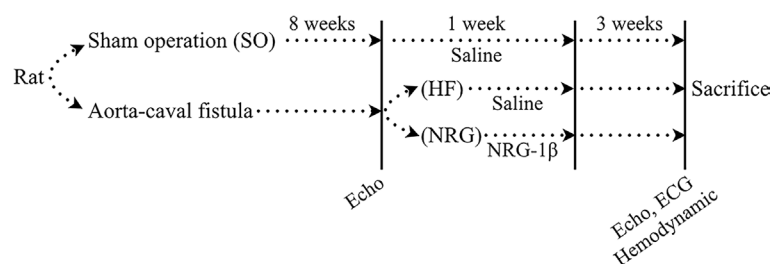 Sham operation (SO) 8 weeks 1 week 3 weeks
Saline
Rat
(HF) Saline Sacrifice
Aorta-caval fistula
(NRG) NRG-1β
Echo
Echo, ECG
Hemodynamic